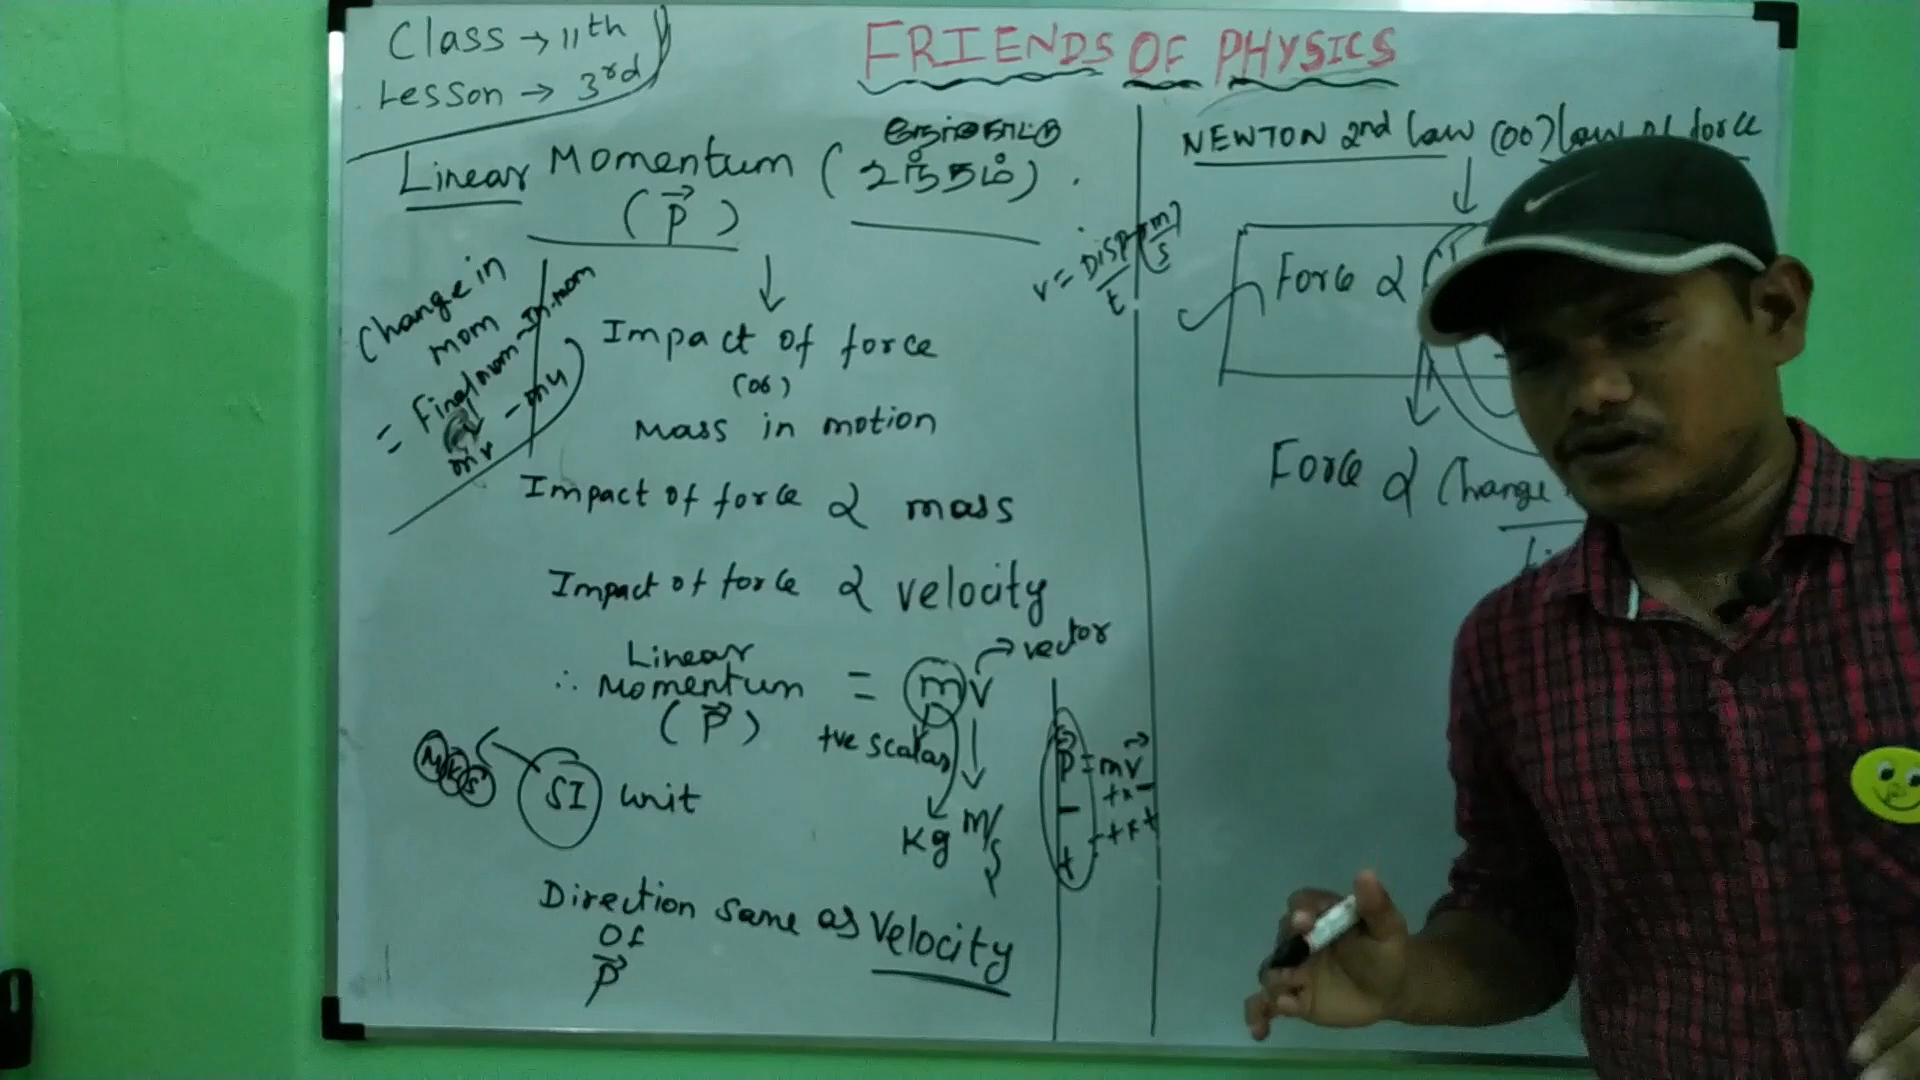 Class → 11th
Lesson → 3rd
FRIENDS OF PHYSICS
Linear Momentum (நேர்கோட்டு உந்தம்) .
(p⃗)
↓
Change in
mom
= Final mom - In.mom
mv - mu
Impact of force
(or)
Mass in motion
Impact of force α mass
Impact of force α velocity
∴ Linear Momentum (p⃗) = mv → vector
+ve scalar
MKS SI unit
Kg m/s
p⃗ = mv⃗
- + x -
+ + x +
Direction same as velocity
of
p⃗
v = Disp/t (m/s)
NEWTON 2nd law (or) law of force
↓
Force α
Force α Change